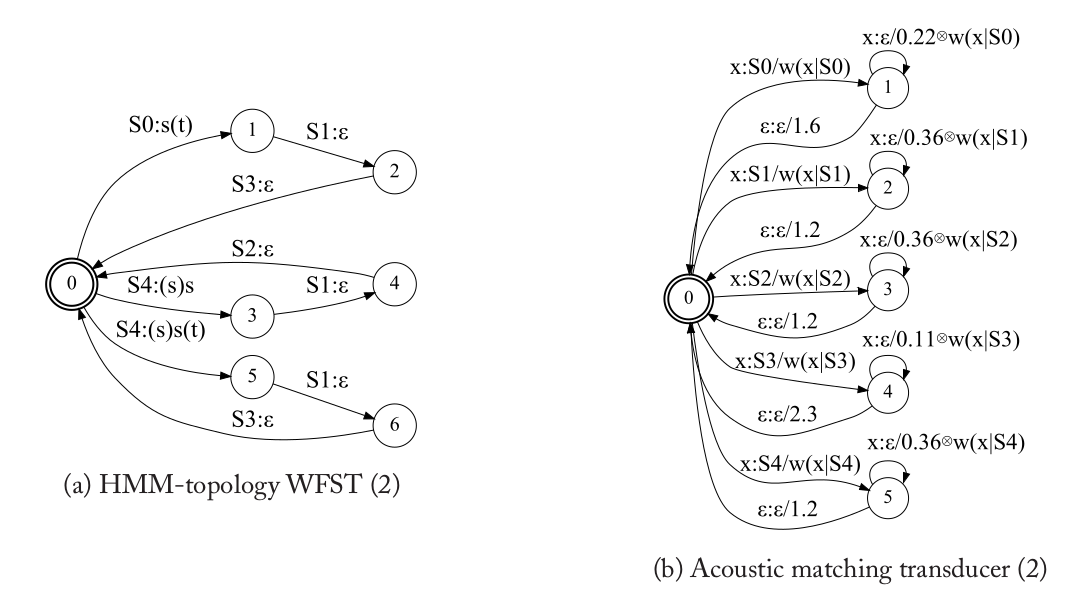 S0:s(t)
1
S1:ε
2
S3:ε
S2:ε
0
S4:(s)s
3
S1:ε
4
S4:(s)s(t)
5
S1:ε
S3:ε
6
(a) HMM-topology WFST (2)
x:ε/0.22⊗w(x|S0)
x:S0/w(x|S0)
1
ε:ε/1.6
x:ε/0.36⊗w(x|S1)
x:S1/w(x|S1)
2
ε:ε/1.2
x:ε/0.36⊗w(x|S2)
x:S2/w(x|S2)
3
0
ε:ε/1.2
x:ε/0.11⊗w(x|S3)
x:S3/w(x|S3)
4
ε:ε/2.3
x:ε/0.36⊗w(x|S4)
x:S4/w(x|S4)
5
ε:ε/1.2
(b) Acoustic matching transducer (2)